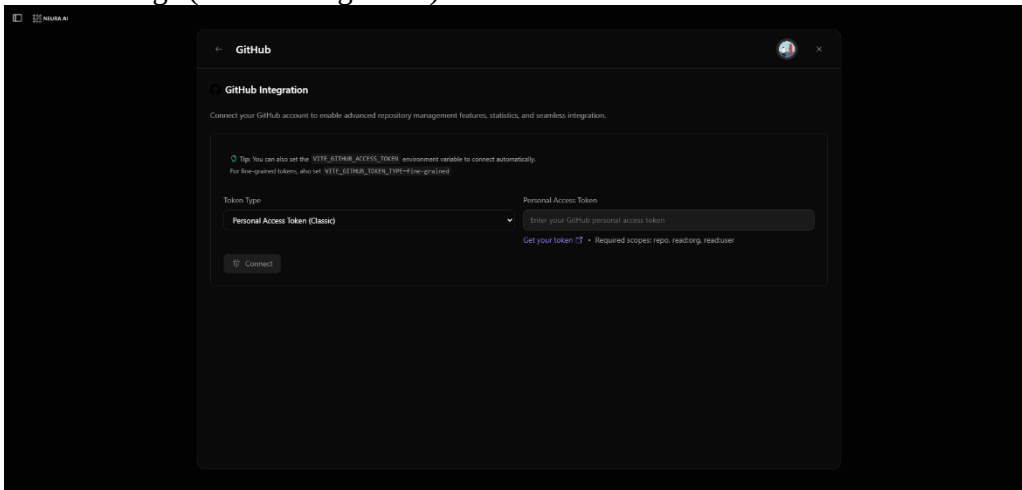 NEURA AI
GitHub
GitHub Integration
Connect your GitHub account to enable advanced repository management features, statistics, and seamless integration.
Tip: You can also set the VITE_GITHUB_ACCESS_TOKEN environment variable to connect automatically.
For fine-grained tokens, also set VITE_GITHUB_TOKEN_TYPE=fine-grained
Token Type
Personal Access Token
Personal Access Token (Classic)
Enter your GitHub personal access token
Get your token • Required scopes: repo, read:org, read:user
Connect